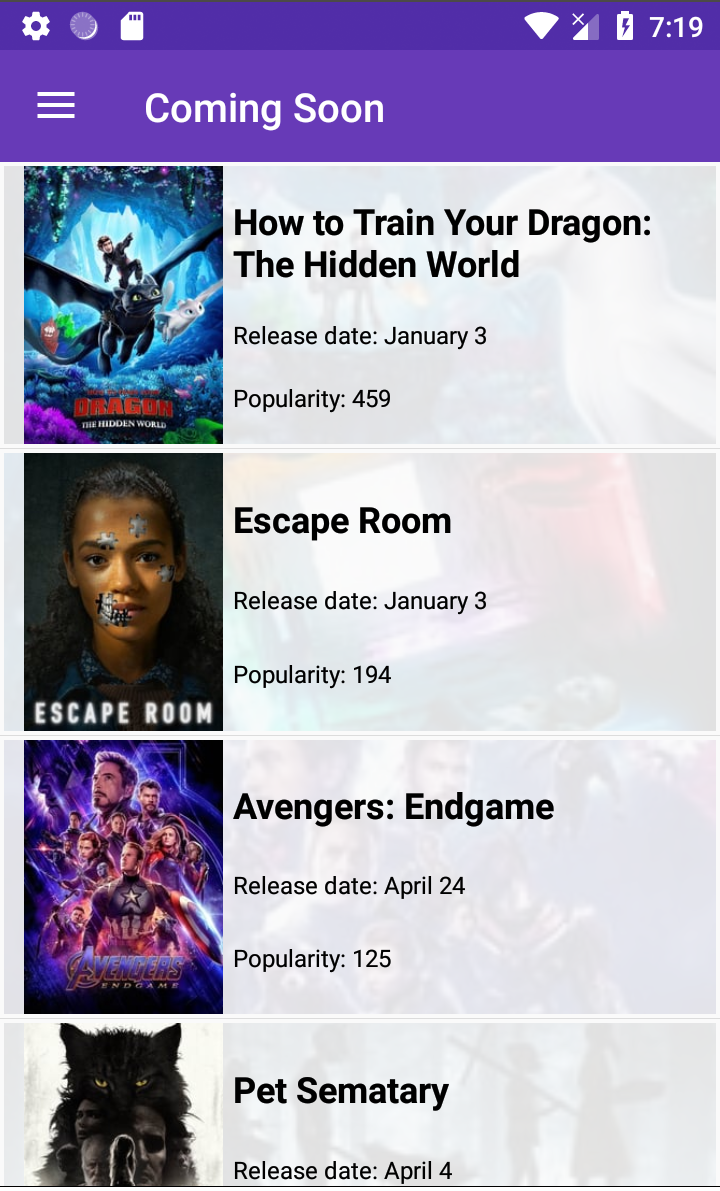 7:19
Coming Soon
How to Train Your Dragon:
The Hidden World
Release date: January 3
Popularity: 459
DRAGON
THE HIDDEN WORLD
Escape Room
Release date: January 3
Popularity: 194
ESCAPE ROOM
Avengers: Endgame
Release date: April 24
Popularity: 125
AVENGERS
ENDGAME
Pet Sematary
Release date: April 4